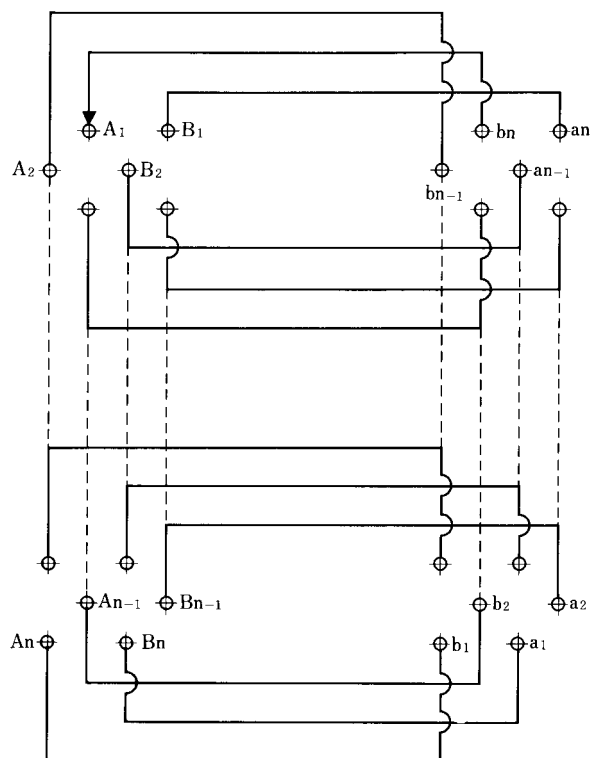 A₁ B₁ bn an
A₂ B₂ bn₋₁ an₋₁
An₋₁ Bn₋₁ b₂ a₂
An Bn b₁ a₁